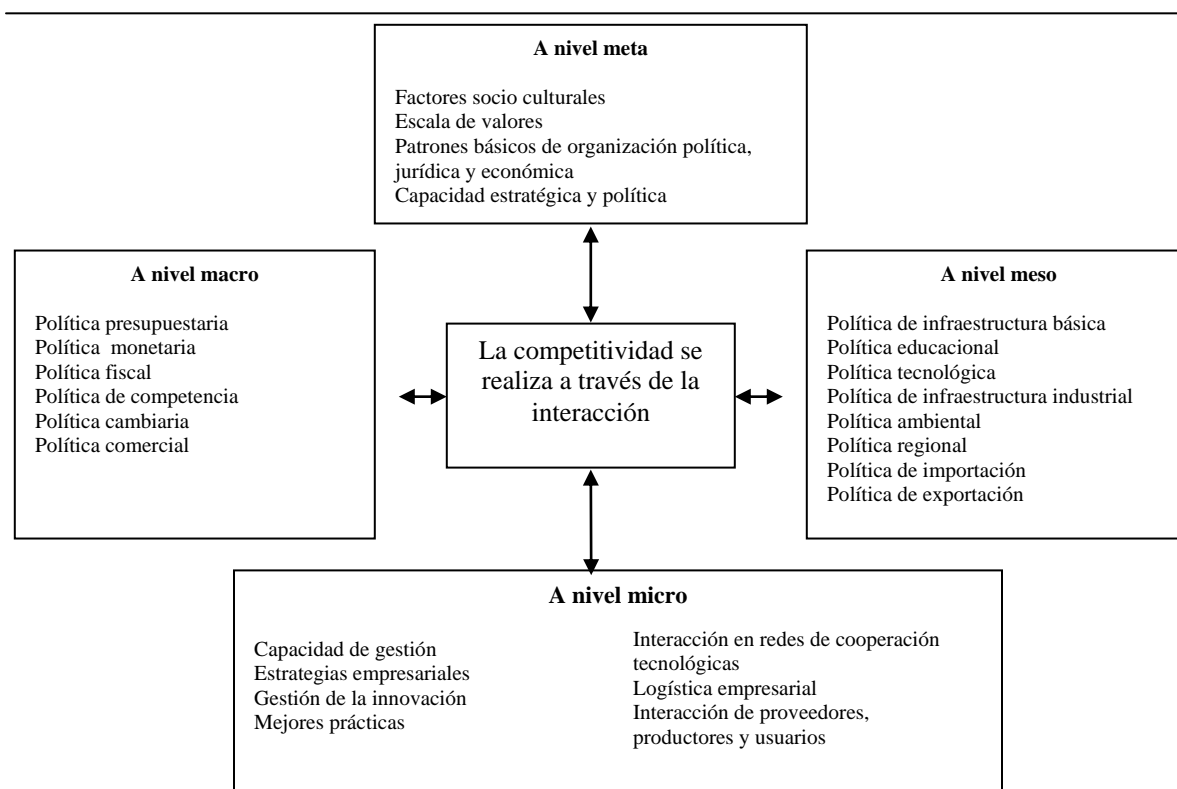 A nivel meta
Factores socio culturales
Escala de valores
Patrones básicos de organización política,
jurídica y económica
Capacidad estratégica y política
A nivel macro
Política presupuestaria
Política  monetaria
Política fiscal
Política de competencia
Política cambiaria
Política comercial
La competitividad se
realiza a través de la
interacción
A nivel meso
Política de infraestructura básica
Política educacional
Política tecnológica
Política de infraestructura industrial
Política ambiental
Política regional
Política de importación
Política de exportación
A nivel micro
Capacidad de gestión
Estrategias empresariales
Gestión de la innovación
Mejores prácticas
Interacción en redes de cooperación
tecnológicas
Logística empresarial
Interacción de proveedores,
productores y usuarios